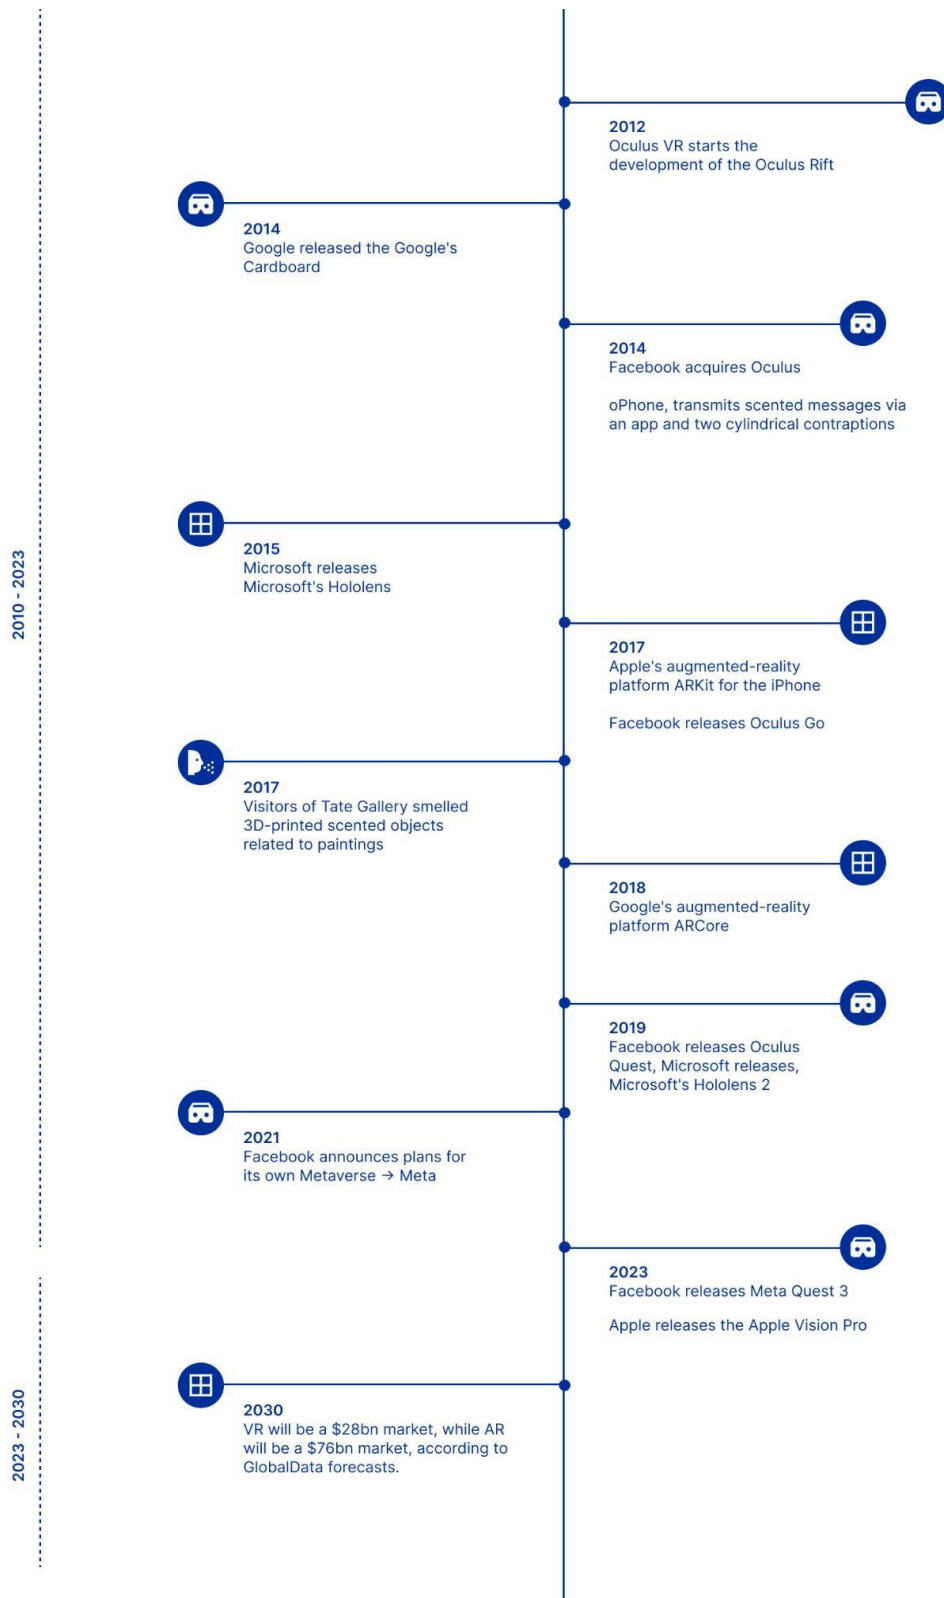 2012
Oculus VR starts the
development of the Oculus Rift
2014
Google released the Google's
Cardboard
2014
Facebook acquires Oculus
oPhone, transmits scented messages via
an app and two cylindrical contraptions
2010 - 2023
2015
Microsoft releases
Microsoft's Hololens
2017
Apple's augmented-reality
platform ARKit for the iPhone
Facebook releases Oculus Go
2017
Visitors of Tate Gallery smelled
3D-printed scented objects
related to paintings
2018
Google's augmented-reality
platform ARCore
2019
Facebook releases Oculus
Quest, Microsoft releases,
Microsoft's Hololens 2
2021
Facebook announces plans for
its own Metaverse → Meta
2023
Facebook releases Meta Quest 3
Apple releases the Apple Vision Pro
2023 - 2030
2030
VR will be a $28bn market, while AR
will be a $76bn market, according to
GlobalData forecasts.